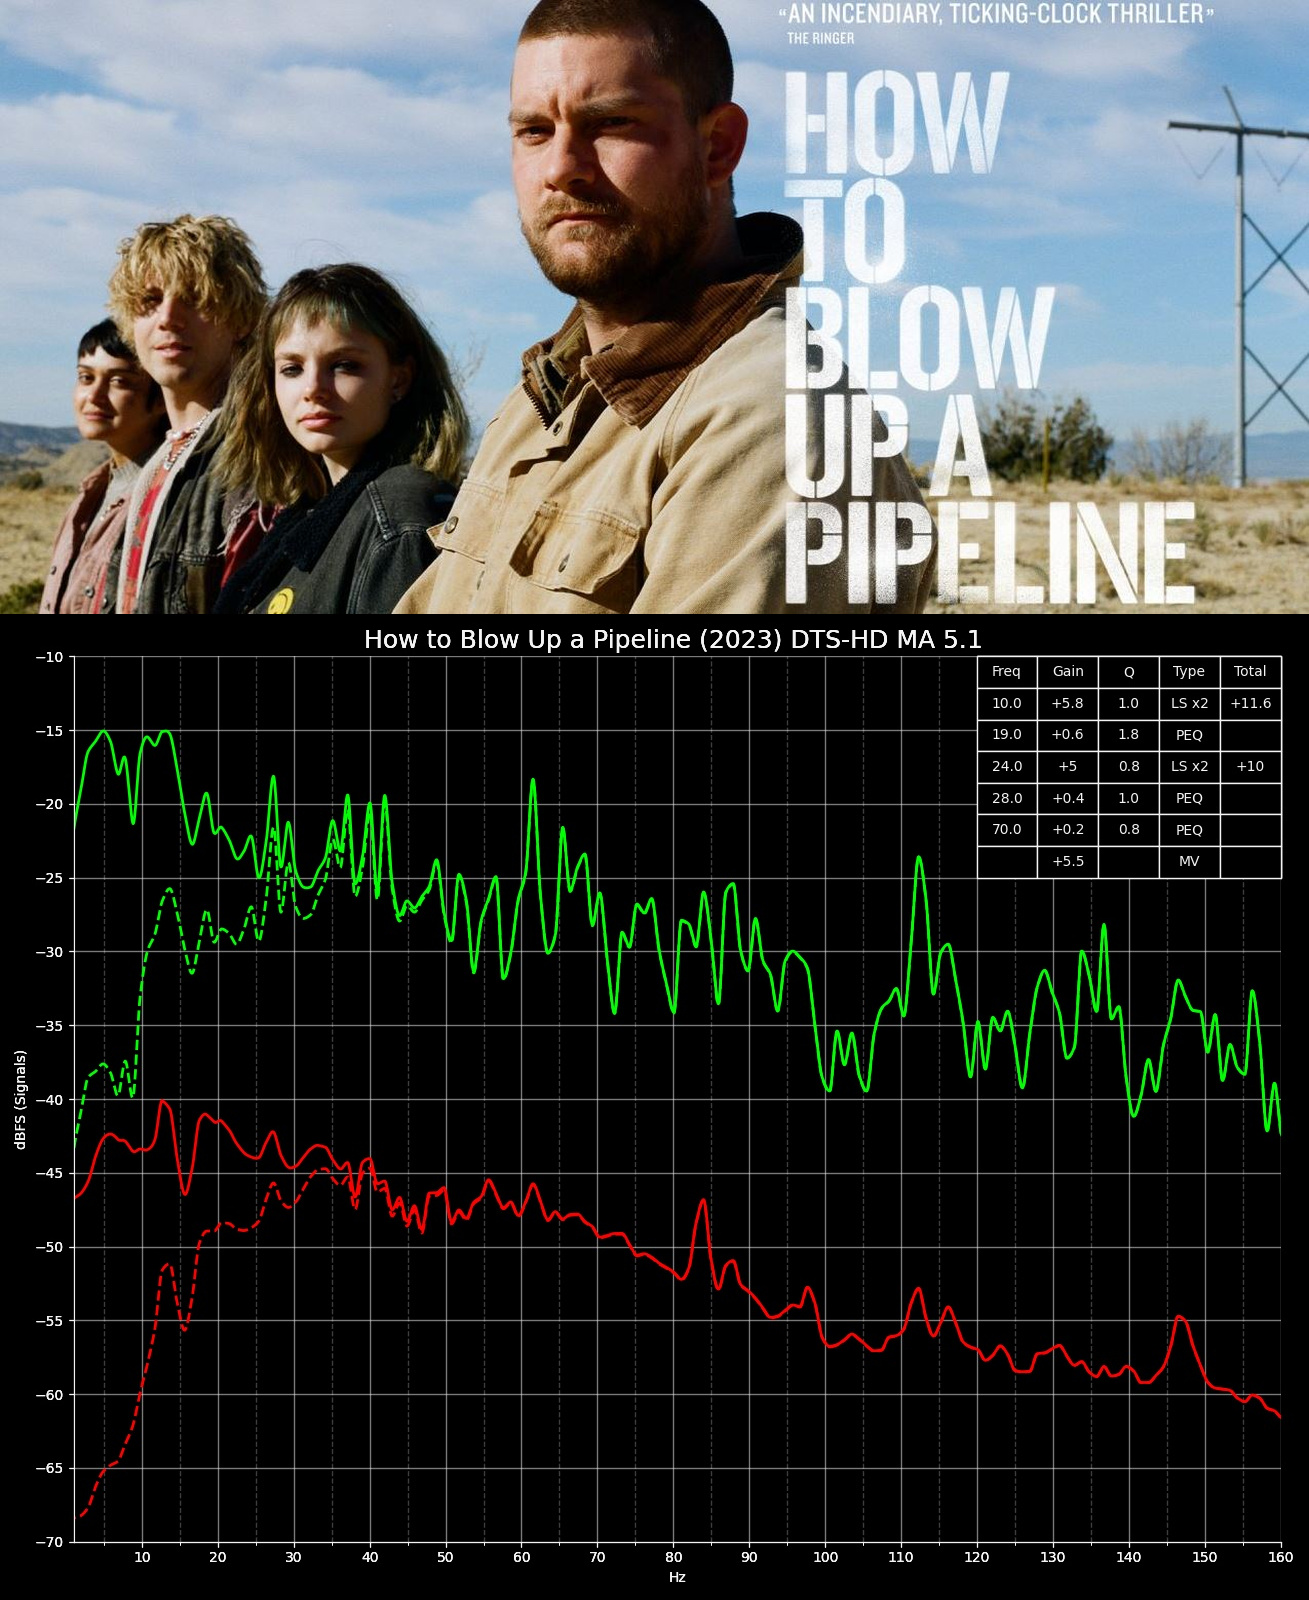 “AN INCENDIARY, TICKING-CLOCK THRILLER”
THE RINGER
HOW
TO
BLOW
UP A
PIPELINE
How to Blow Up a Pipeline (2023) DTS-HD MA 5.1
Freq Gain Q Type Total
10.0 +5.8 1.0 LS x2 +11.6
19.0 +0.6 1.8 PEQ
24.0 +5 0.8 LS x2 +10
28.0 +0.4 1.0 PEQ
70.0 +0.2 0.8 PEQ
+5.5 MV
dBFS (Signals)
−10
−15
−20
−25
−30
−35
−40
−45
−50
−55
−60
−65
−70
10 20 30 40 50 60 70 80 90 100 110 120 130 140 150 160
Hz